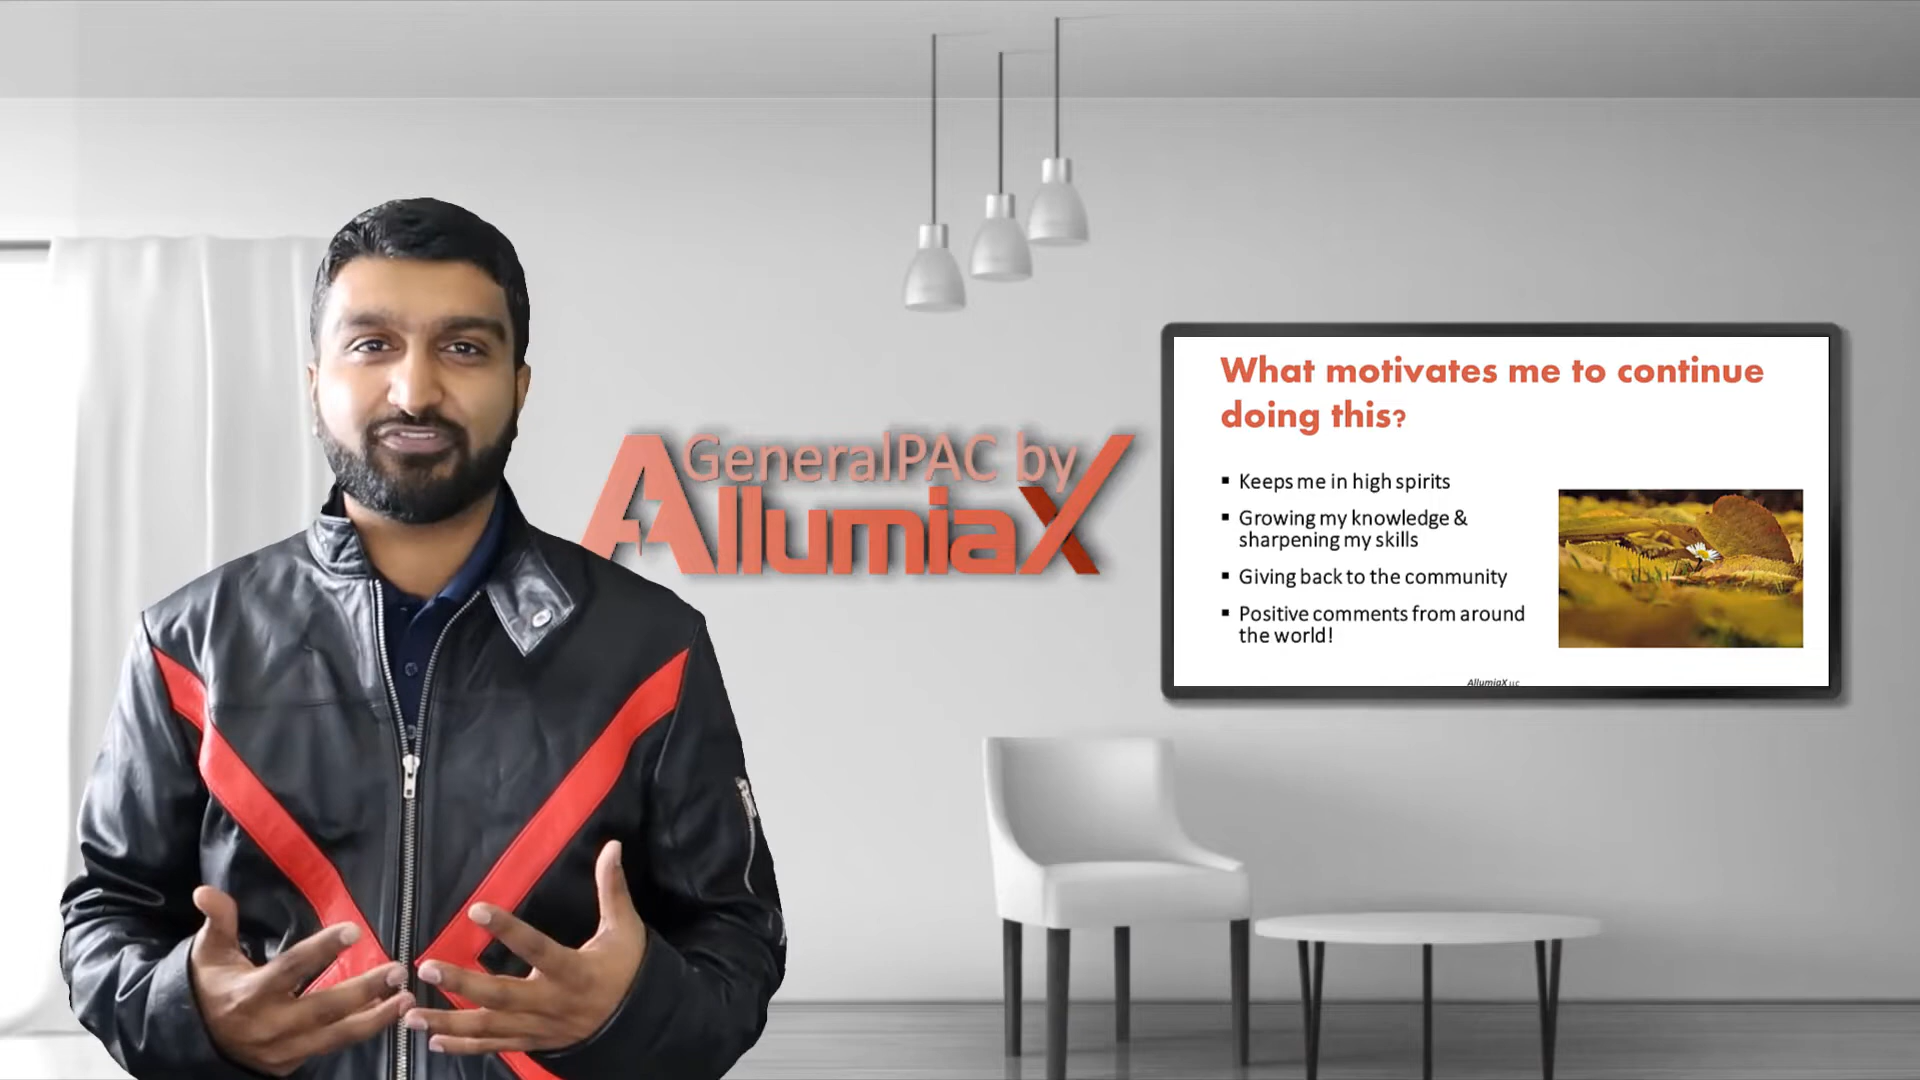 GeneralPAC by
AllumiaX
What motivates me to continue
doing this?
▪ Keeps me in high spirits
▪ Growing my knowledge &
sharpening my skills
▪ Giving back to the community
▪ Positive comments from around
the world!
AllumiaX LLC